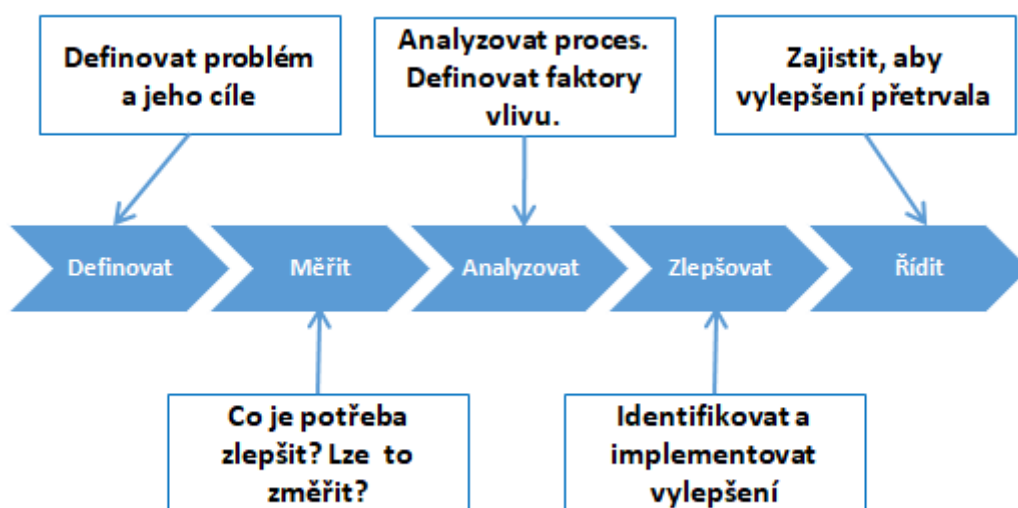 Definovat problém
a jeho cíle
Analyzovat proces.
Definovat faktory
vlivu.
Zajistit, aby
vylepšení přetrvala
Definovat
Měřit
Analyzovat
Zlepšovat
Řídit
Co je potřeba
zlepšit? Lze to
změřit?
Identifikovat a
implementovat
vylepšení